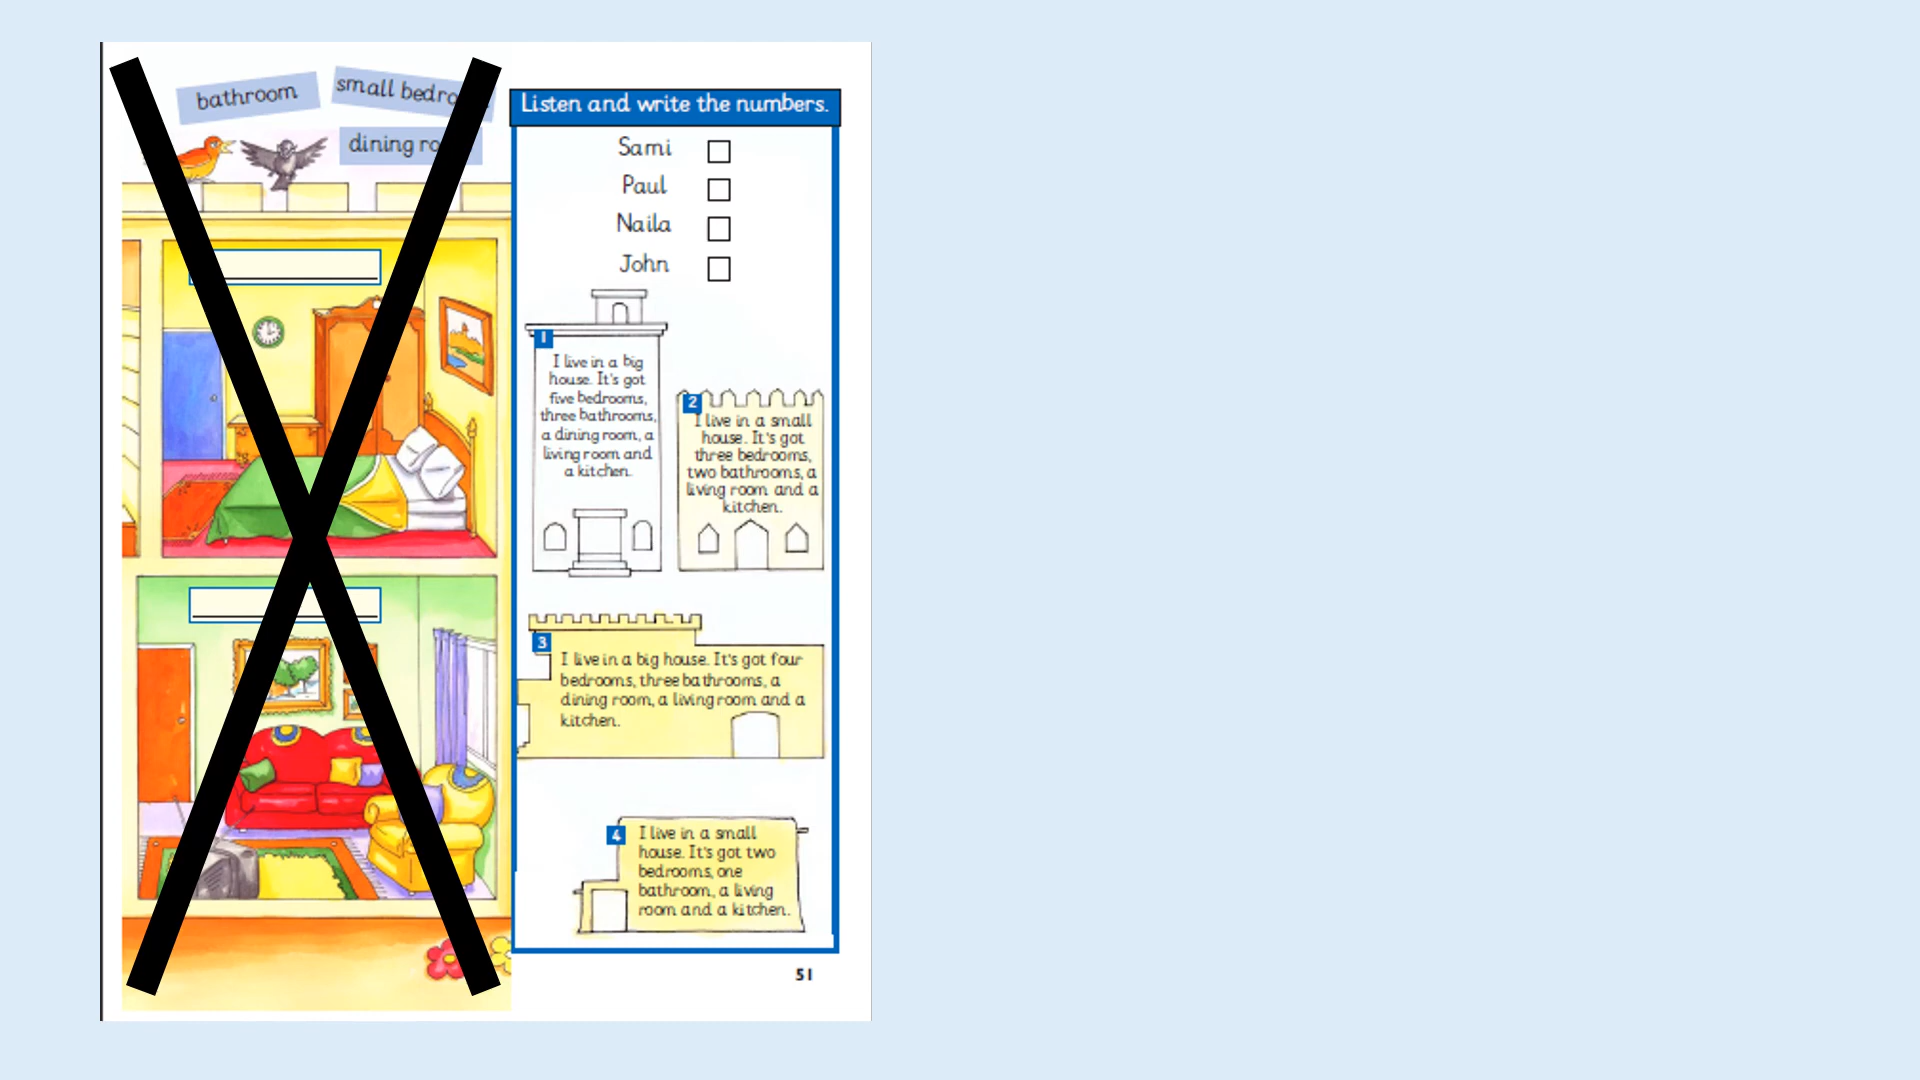 bathroom
small
dining
Listen and write the numbers.
Sami
Paul
Naila
John
1
I live in a big
house. It's got
five bedrooms,
three bathrooms,
a dining room, a
living room and
a kitchen.
2
I live in a small
house. It's got
three bedrooms,
two bathrooms, a
living room and a
kitchen.
3
I live in a big house. It's got four
bedrooms, three bathrooms, a
dining room, a living room and a
kitchen.
4
I live in a small
house. It's got two
bedrooms, one
bathroom, a living
room and a kitchen.
51